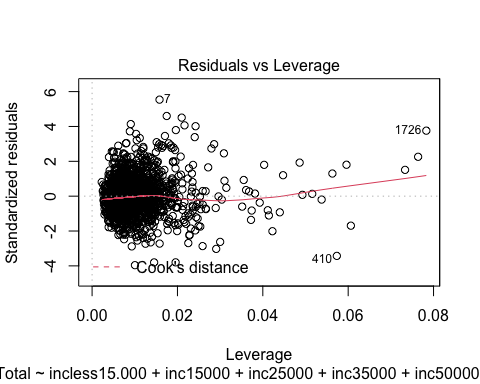 Residuals vs Leverage
Standardized residuals
6
4
2
0
-2
-4
7
1726
410
Cook's distance
0.00 0.02 0.04 0.06 0.08
Leverage
Total ~ incless15.000 + inc15000 + inc25000 + inc35000 + inc50000